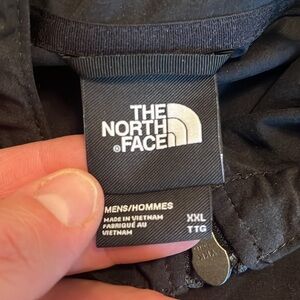 THE
NORTH
FACE
MENS/HOMMES
MADE IN VIETNAM
FABRIQUÉ AU
VIETNAM
XXL
TTG